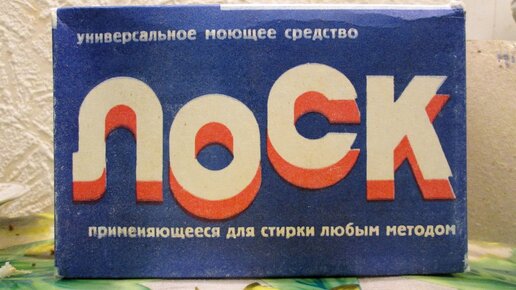 универсальное моющее средство
ЛОСК
применяющееся для стирки любым методом